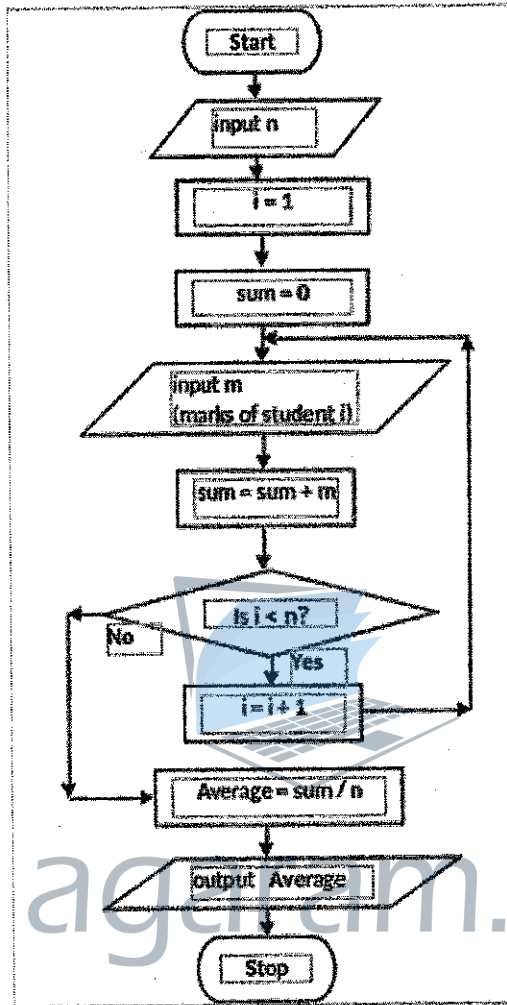 Start
input n
i = 1
sum = 0
input m
(marks of student i)
sum = sum + m
is i < n?
No
Yes
i = i + 1
Average = sum / n
output Average
Stop
agaram.